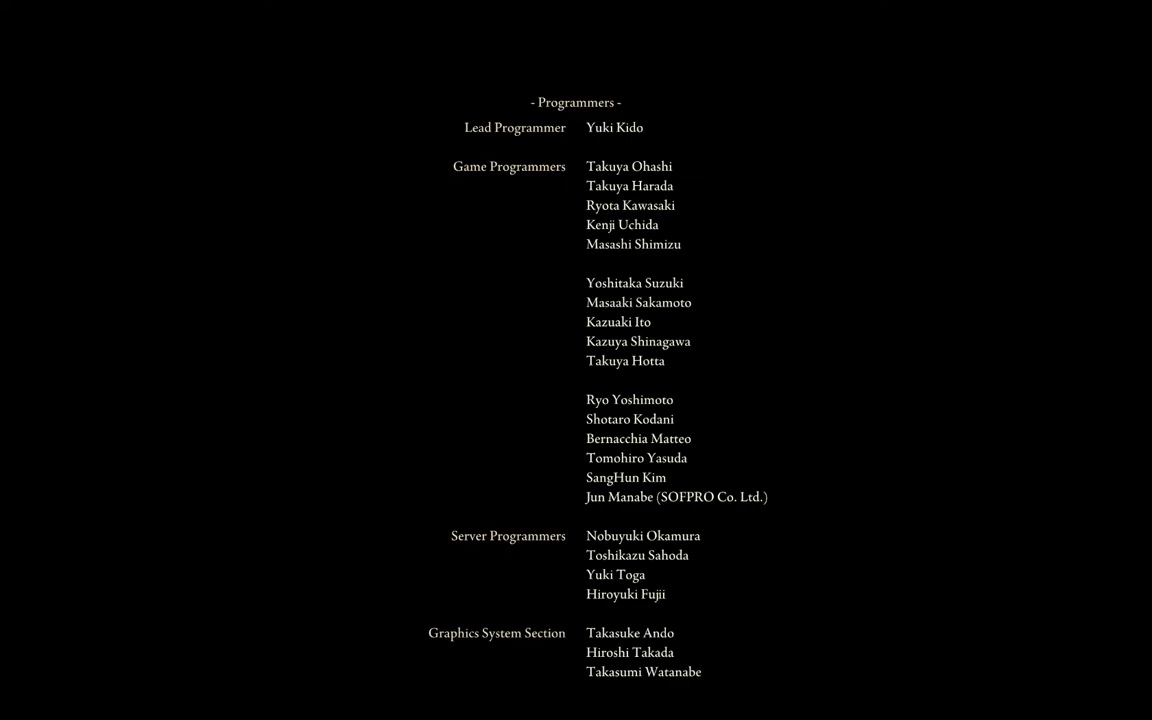 - Programmers -
Lead Programmer Yuki Kido
Game Programmers Takuya Ohashi
Takuya Harada
Ryota Kawasaki
Kenji Uchida
Masashi Shimizu
Yoshitaka Suzuki
Masaaki Sakamoto
Kazuaki Ito
Kazuya Shinagawa
Takuya Hotta
Ryo Yoshimoto
Shotaro Kodani
Bernacchia Matteo
Tomohiro Yasuda
SangHun Kim
Jun Manabe (SOFPRO Co. Ltd.)
Server Programmers Nobuyuki Okamura
Toshikazu Sahoda
Yuki Toga
Hiroyuki Fujii
Graphics System Section Takasuke Ando
Hiroshi Takada
Takasumi Watanabe